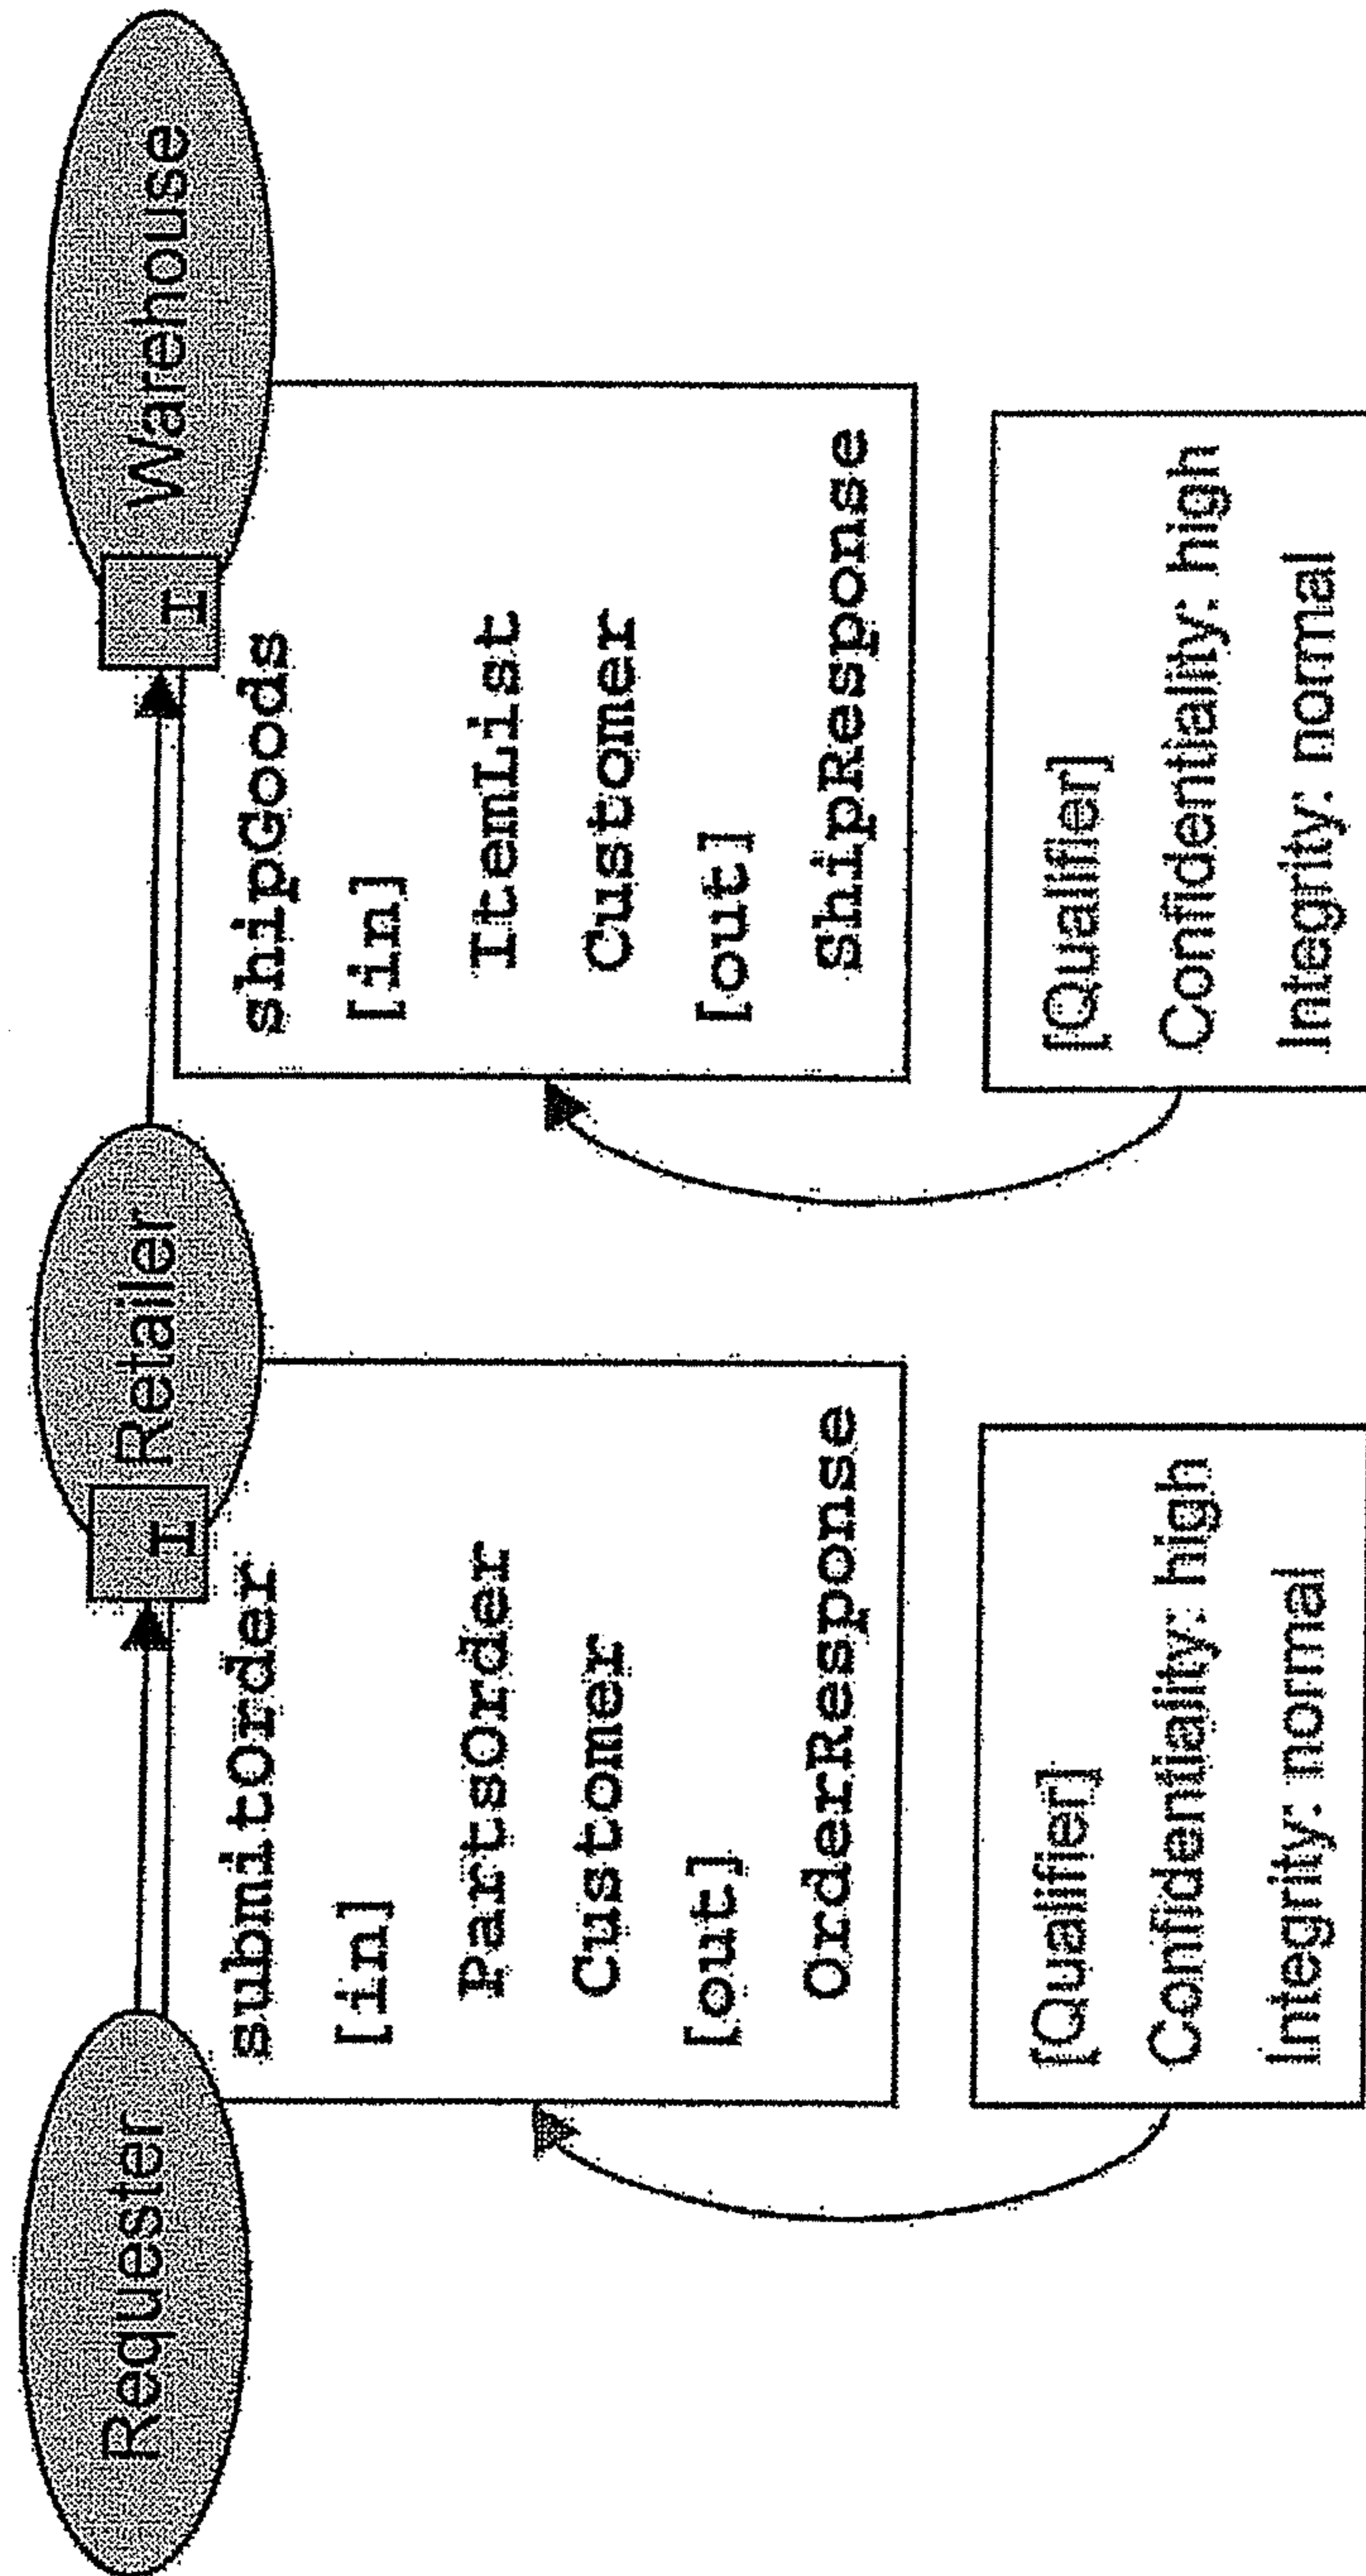 Requester
I
Retailer
I
Warehouse
submitOrder
[in]
PartsOrder
Customer
[out]
OrderResponse
shipGoods
[in]
ItemList
Customer
[out]
ShipResponse
[Qualifier]
Confidentiality: high
Integrity: normal
[Qualifier]
Confidentiality: high
Integrity: normal